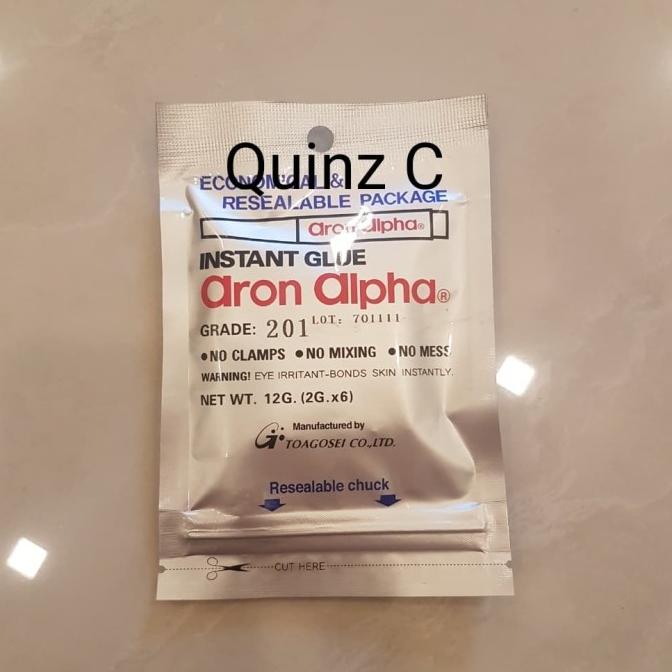 Quinz C
ECONOMICAL &
RESEALABLE PACKAGE
aron alpha®
INSTANT GLUE
aron alpha®
GRADE: 201 LOT: 701111
•NO CLAMPS •NO MIXING •NO MESS
WARNING! EYE IRRITANT-BONDS SKIN INSTANTLY.
NET WT. 12G. (2G.x6)
Manufactured by
TOAGOSEI CO.,LTD.
Resealable chuck
CUT HERE